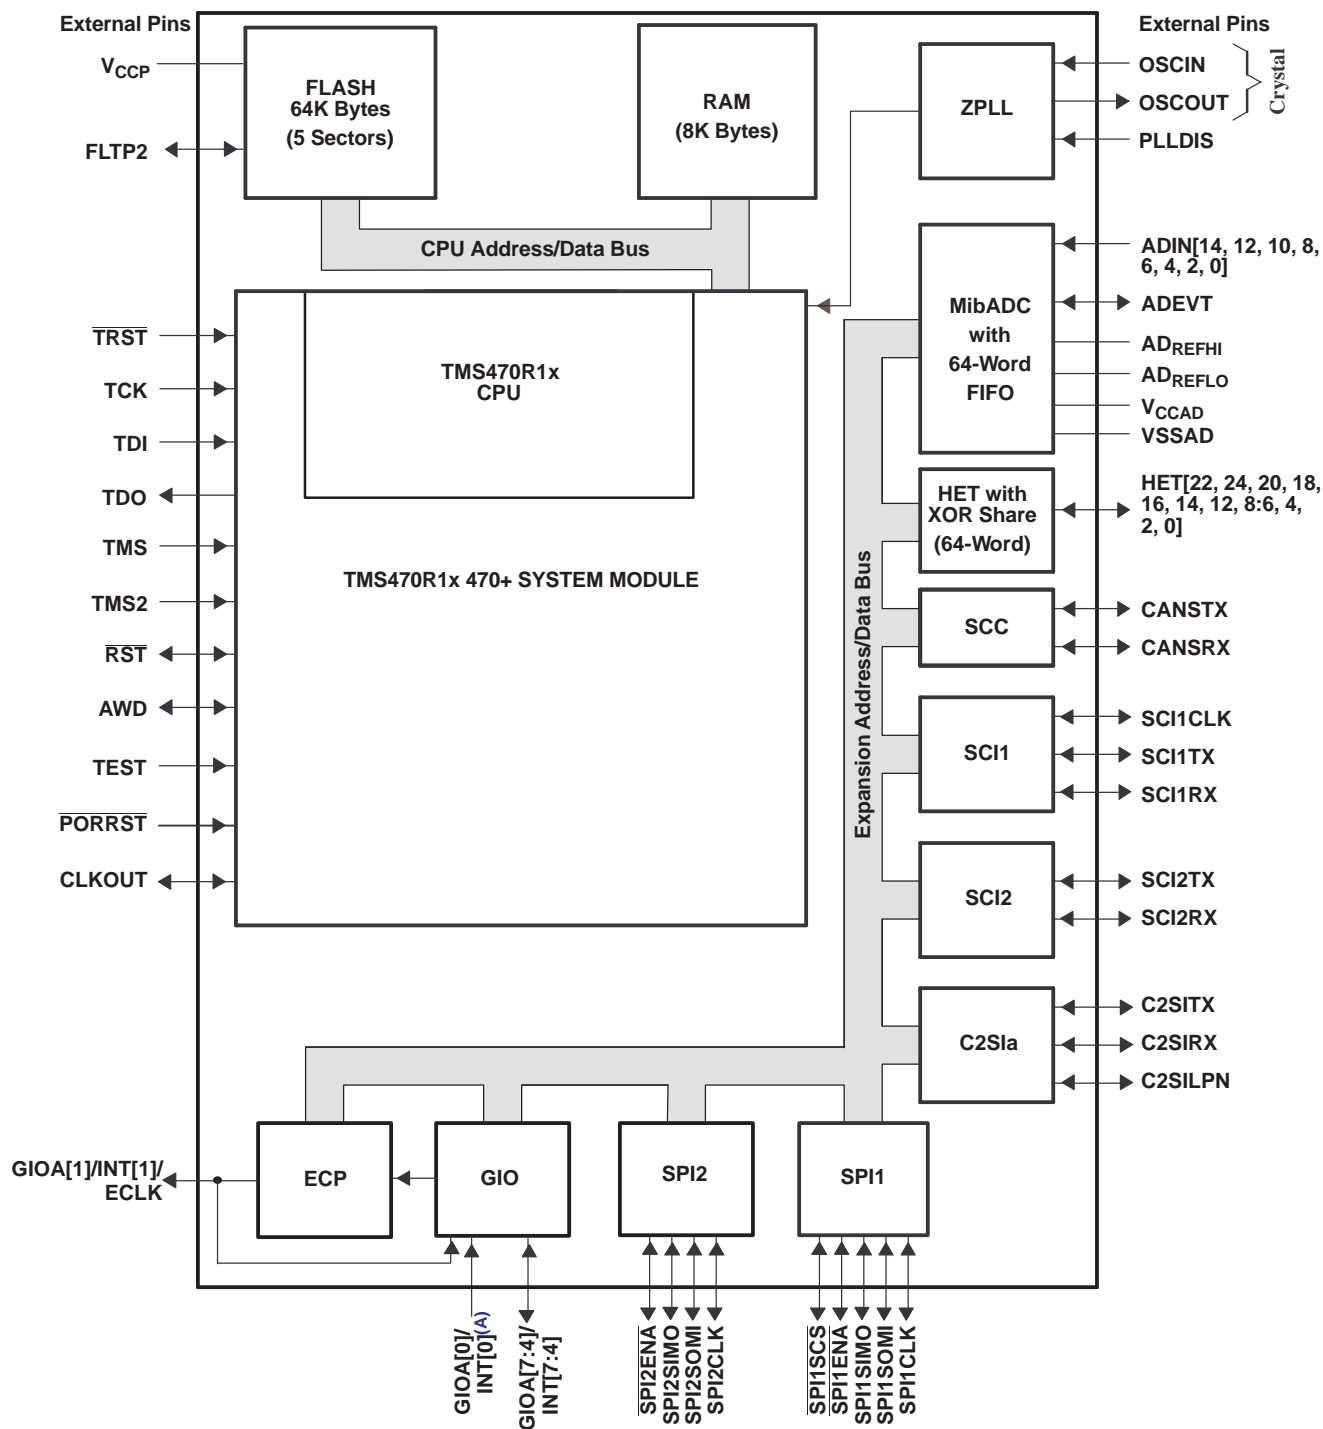 External Pins
External Pins
V_CCP
FLTP2
FLASH
64K Bytes
(5 Sectors)
RAM
(8K Bytes)
ZPLL
OSCIN
OSCOUT
Crystal
PLLDIS
CPU Address/Data Bus
MibADC
with
64-Word
FIFO
ADIN[14, 12, 10, 8,
6, 4, 2, 0]
ADEVT
AD_REFHI
AD_REFLO
V_CCAD
VSSAD
TRST
TCK
TDI
TDO
TMS
TMS2
RST
AWD
TEST
PORRST
CLKOUT
TMS470R1x
CPU
TMS470R1x 470+ SYSTEM MODULE
Expansion Address/Data Bus
HET with
XOR Share
(64-Word)
HET[22, 24, 20, 18,
16, 14, 12, 8:6, 4,
2, 0]
SCC
CANSTX
CANSRX
SCI1
SCI1CLK
SCI1TX
SCI1RX
SCI2
SCI2TX
SCI2RX
C2SIa
C2SITX
C2SIRX
C2SILPN
GIOA[1]/INT[1]/
ECLK
ECP
GIO
SPI2
SPI1
GIOA[0]/
INT[0](A)
GIOA[7:4]/
INT[7:4]
SPI2ENA
SPI2SIMO
SPI2SOMI
SPI2CLK
SPI1SCS
SPI1ENA
SPI1SIMO
SPI1SOMI
SPI1CLK